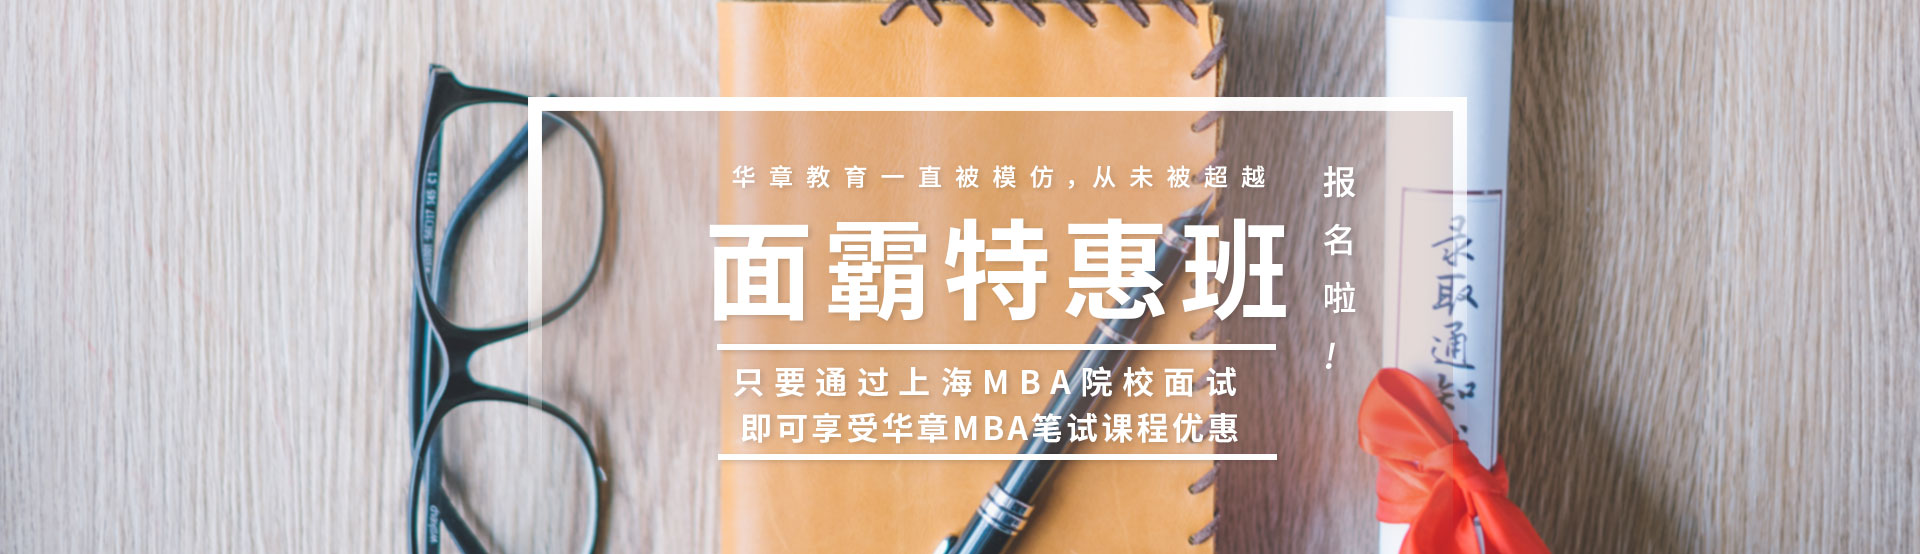 华章教育一直被模仿，从未被超越
面霸特惠班
报名啦！
只要通过上海MBA院校面试
即可享受华章MBA笔试课程优惠
录取通知